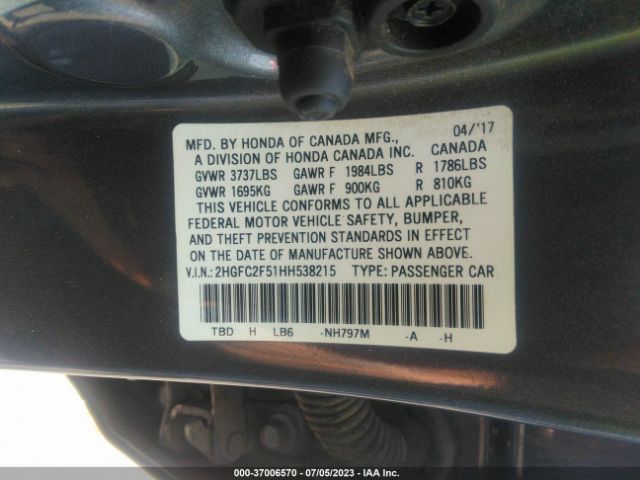 MFD. BY HONDA OF CANADA MFG., 04/'17
A DIVISION OF HONDA CANADA INC. CANADA
GVWR 3737LBS GAWR F 1984LBS R 1786LBS
GVWR 1695KG GAWR F 900KG R 810KG
THIS VEHICLE CONFORMS TO ALL APPLICABLE
FEDERAL MOTOR VEHICLE SAFETY, BUMPER,
AND THEFT PREVENTION STANDARDS IN EFFECT
ON THE DATE OF MANUFACTURE SHOWN ABOVE.
V.I.N.: 2HGFC2F51HH538215 TYPE: PASSENGER CAR
TBD H LB6 -NH797M -A -H
000-37006570 - 07/05/2023 - IAA Inc.